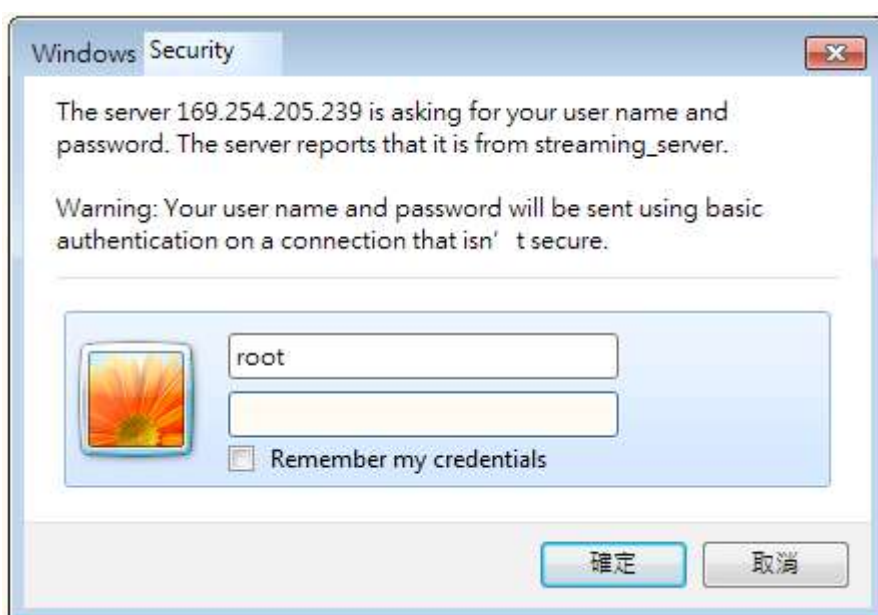 Windows Security
The server 169.254.205.239 is asking for your user name and
password. The server reports that it is from streaming_server.
Warning: Your user name and password will be sent using basic
authentication on a connection that isn’ t secure.
root
Remember my credentials
確定 取消